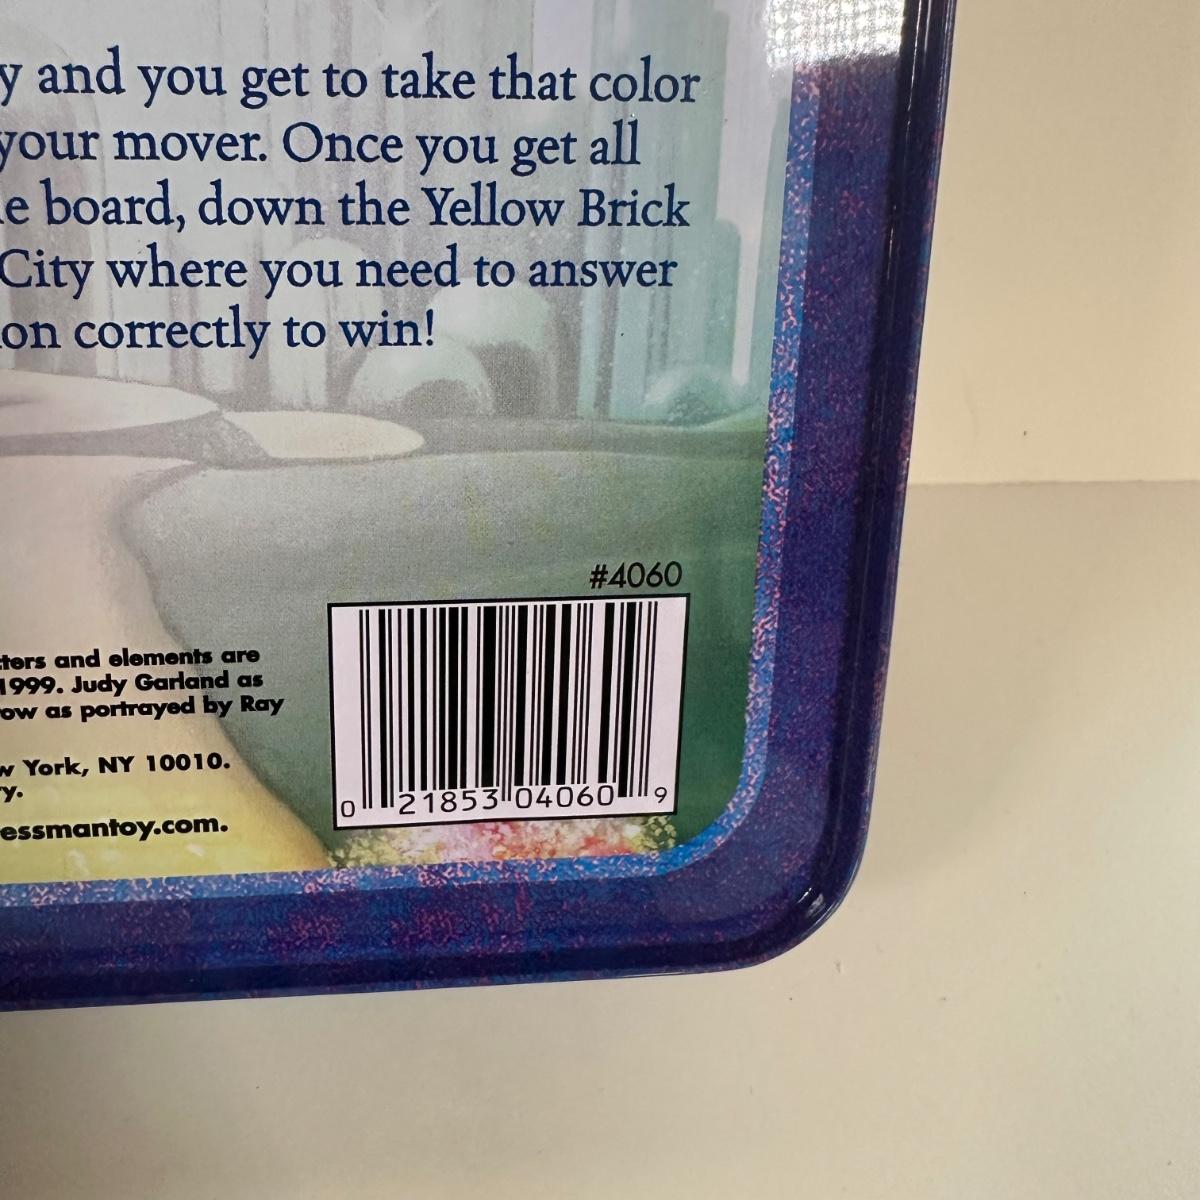 y and you get to take that color
your mover. Once you get all
e board, down the Yellow Brick
City where you need to answer
on correctly to win!
#4060
ters and elements are
1999. Judy Garland as
ow as portrayed by Ray
w York, NY 10010.
y.
essmantoy.com.
0 21853 04060 9